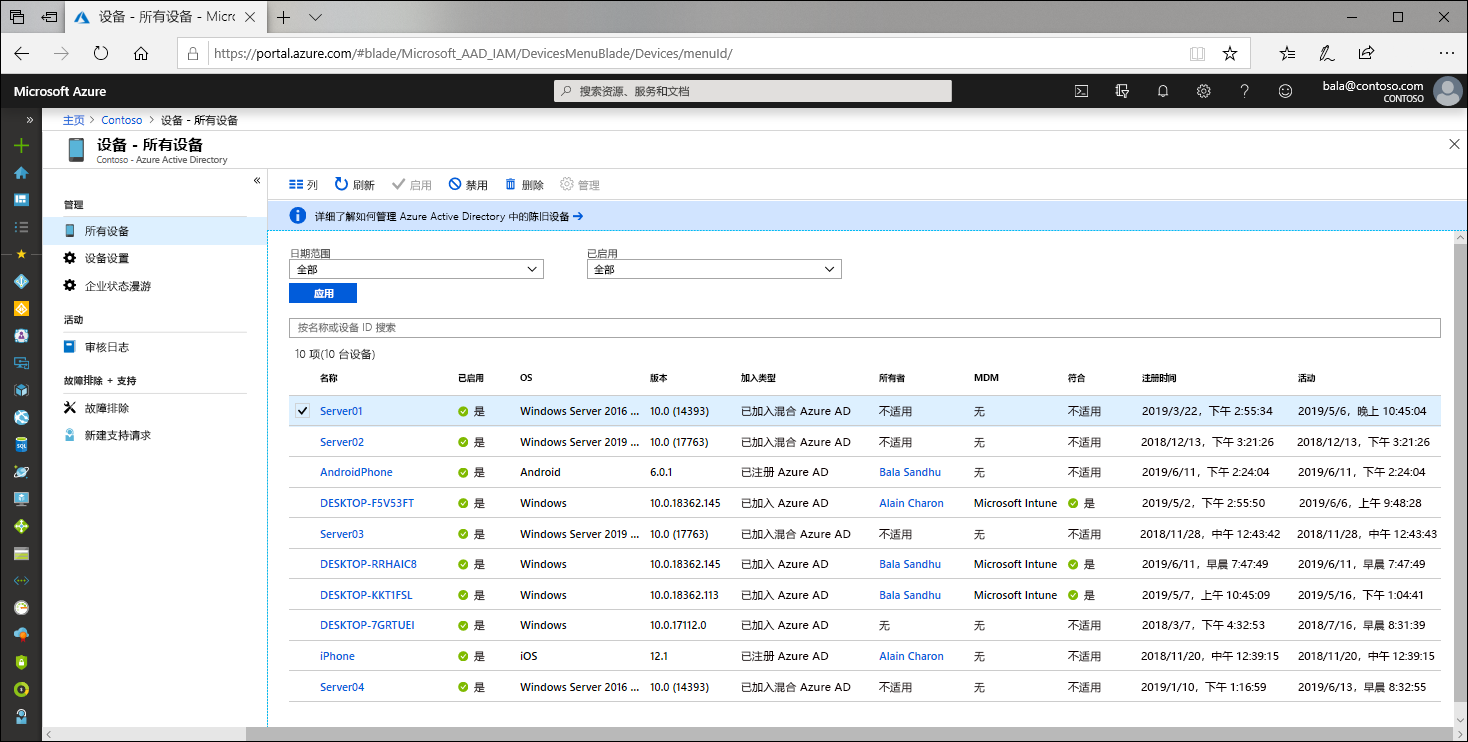 设备 - 所有设备 - Micr
https://portal.azure.com/#blade/Microsoft_AAD_IAM/DevicesMenuBlade/Devices/menuId/
Microsoft Azure
搜索资源、服务和文档
bala@contoso.com
CONTOSO
主页 > Contoso > 设备 - 所有设备
设备 - 所有设备
Contoso - Azure Active Directory
管理
所有设备
设备设置
企业状态漫游
活动
审核日志
故障排除 + 支持
故障排除
新建支持请求
列 刷新 启用 禁用 删除 管理
详细了解如何管理 Azure Active Directory 中的陈旧设备
日期范围 已启用
全部 全部
应用
按名称或设备 ID 搜索
10 项(10 台设备)
名称 已启用 OS 版本 加入类型 所有者 MDM 符合 注册时间 活动
Server01 是 Windows Server 2016 ... 10.0 (14393) 已加入混合 Azure AD 不适用 无 不适用 2019/3/22，下午 2:55:34 2019/5/6，晚上 10:45:04
Server02 是 Windows Server 2019 ... 10.0 (17763) 已加入混合 Azure AD 不适用 无 不适用 2018/12/13，下午 3:21:26 2018/12/13，下午 3:21:26
AndroidPhone 是 Android 6.0.1 已注册 Azure AD Bala Sandhu 无 不适用 2019/6/11，下午 2:24:04 2019/6/11，下午 2:24:04
DESKTOP-F5V53FT 是 Windows 10.0.18362.145 已加入 Azure AD Alain Charon Microsoft Intune 是 2019/5/2，下午 2:55:50 2019/6/6，上午 9:48:28
Server03 是 Windows Server 2019 ... 10.0 (17763) 已加入混合 Azure AD 不适用 无 不适用 2018/11/28，中午 12:43:42 2018/11/28，中午 12:43:43
DESKTOP-RRHAIC8 是 Windows 10.0.18362.145 已加入 Azure AD Bala Sandhu Microsoft Intune 是 2019/6/11，早晨 7:47:49 2019/6/11，早晨 7:47:49
DESKTOP-KKT1FSL 是 Windows 10.0.18362.113 已加入 Azure AD Bala Sandhu Microsoft Intune 是 2019/5/7，上午 10:45:09 2019/5/16，下午 1:04:41
DESKTOP-7GRTUEI 是 Windows 10.0.17112.0 已加入 Azure AD 无 无 不适用 2018/3/7，下午 4:32:53 2018/7/16，早晨 8:31:39
iPhone 是 iOS 12.1 已注册 Azure AD Alain Charon 无 不适用 2018/11/20，中午 12:39:15 2018/11/20，中午 12:39:15
Server04 是 Windows Server 2016 ... 10.0 (14393) 已加入混合 Azure AD 不适用 无 不适用 2019/1/10，下午 1:16:59 2019/6/13，早晨 8:32:55